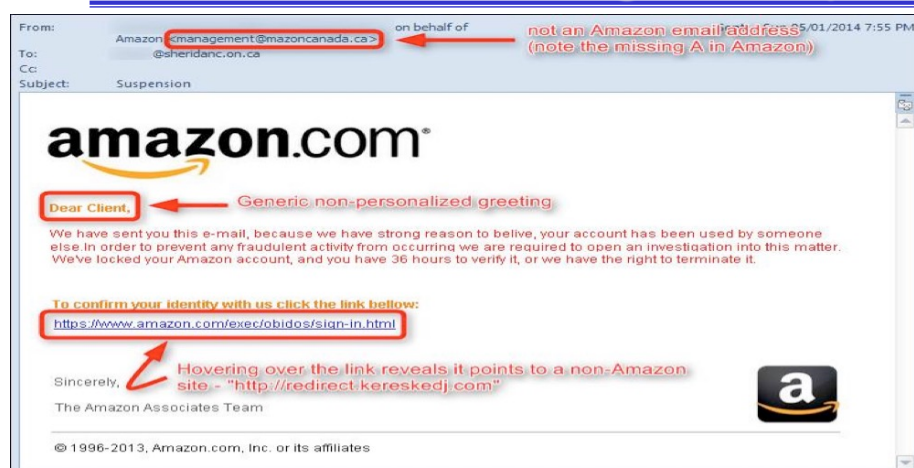 From: on behalf of Sun 05/01/2014 7:55 PM
Amazon <management@mazoncanada.ca>
not an Amazon email address
(note the missing A in Amazon)
To: @sheridanc.on.ca
Cc:
Subject: Suspension
amazon.com®
Dear Client,
Generic non-personalized greeting
We have sent you this e-mail, because we have strong reason to belive, your account has been used by someone
else.In order to prevent any fraudulent activity from occurring we are required to open an investigation into this matter.
We've locked your Amazon account, and you have 36 hours to verify it, or we have the right to terminate it.
To confirm your identity with us click the link bellow:
https://www.amazon.com/exec/obidos/sign-in.html
Hovering over the link reveals it points to a non-Amazon
site - "http://redirect.kereskedj.com"
Sincerely,
The Amazon Associates Team
a
© 1996-2013, Amazon.com, Inc. or its affiliates